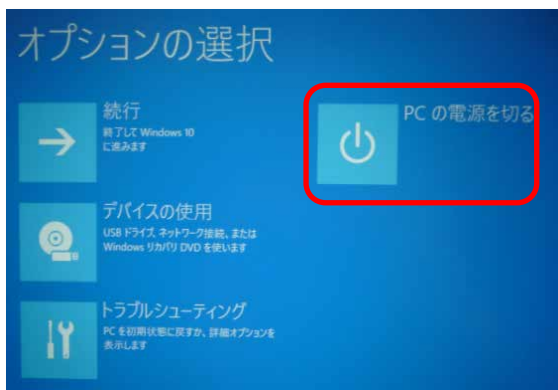 オプションの選択
続行
終了して Windows 10
に進みます
PC の電源を切る
デバイスの使用
USB ドライブ、ネットワーク接続、または
Windows リカバリ DVD を使います
トラブルシューティング
PC を初期状態に戻すか、詳細オプションを
表示します